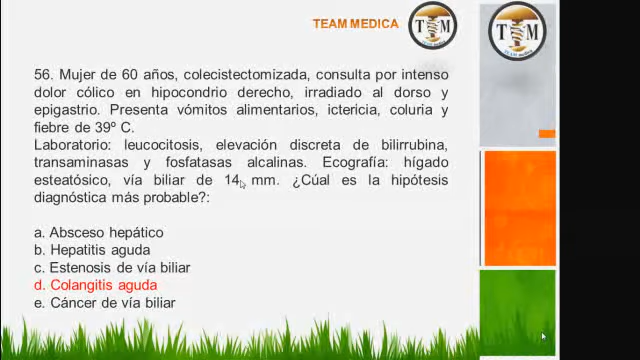 TEAM MEDICA
T M
T M
56. Mujer de 60 años, colecistectomizada, consulta por intenso
dolor cólico en hipocondrio derecho, irradiado al dorso y
epigastrio. Presenta vómitos alimentarios, ictericia, coluria y
fiebre de 39º C.
Laboratorio: leucocitosis, elevación discreta de bilirrubina,
transaminasas y fosfatasas alcalinas. Ecografía: hígado
esteatósico, vía biliar de 14 mm. ¿Cúal es la hipótesis
diagnóstica más probable?:
a. Absceso hepático
b. Hepatitis aguda
c. Estenosis de vía biliar
d. Colangitis aguda
e. Cáncer de vía biliar